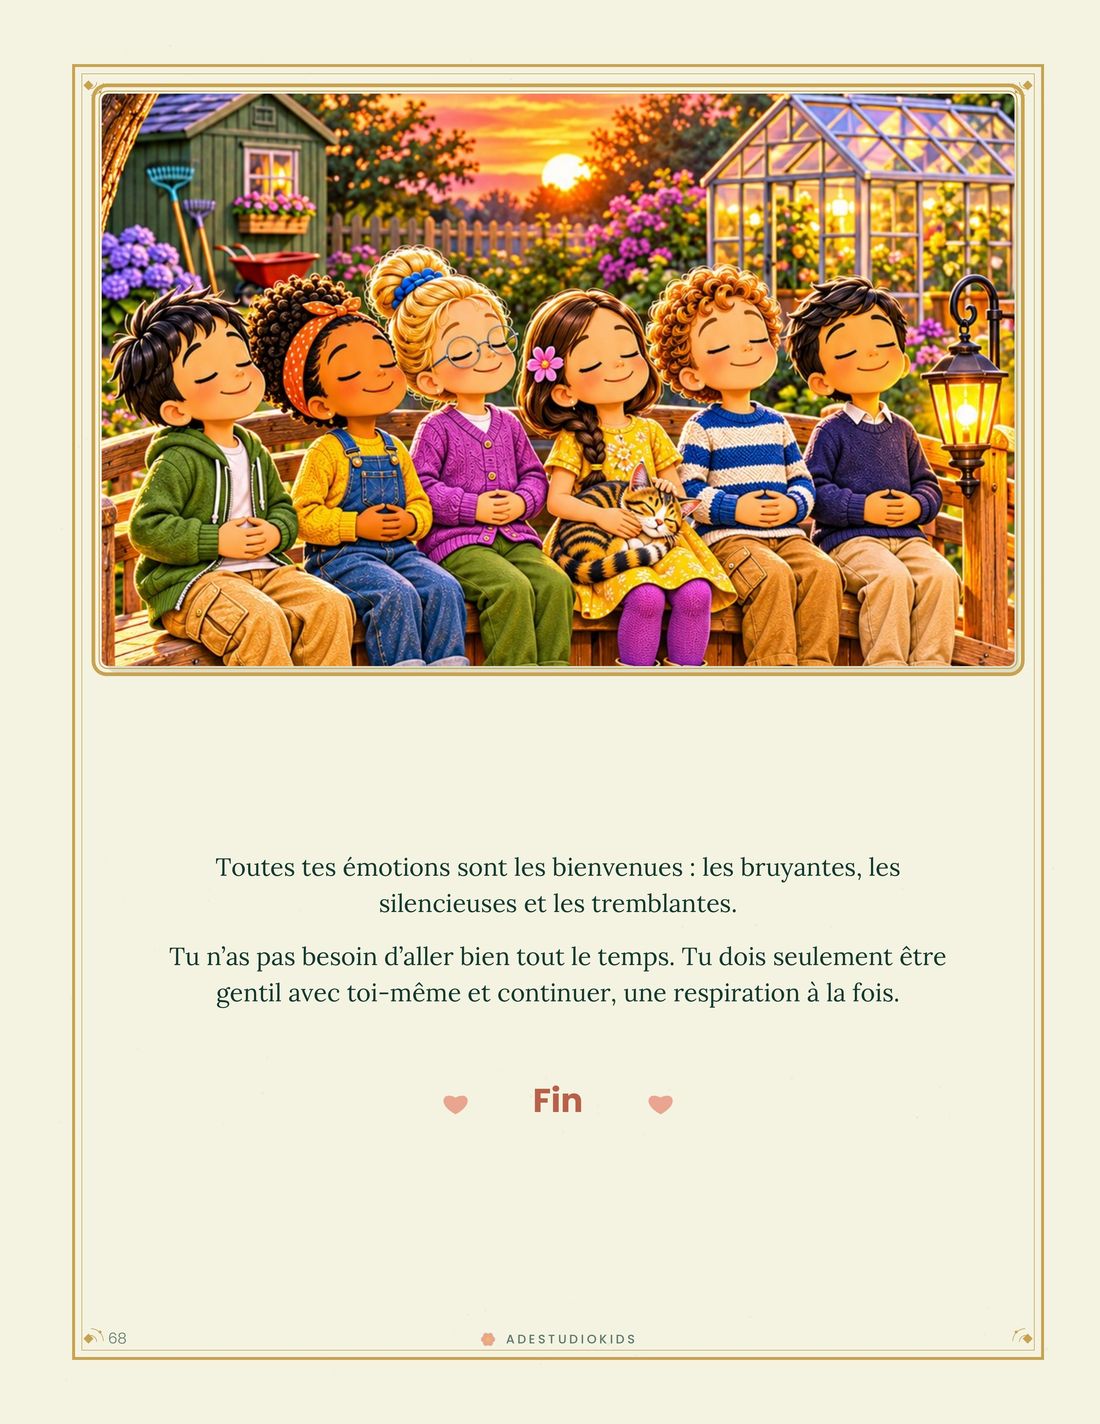 Toutes tes émotions sont les bienvenues : les bruyantes, les
silencieuses et les tremblantes.
Tu n’as pas besoin d’aller bien tout le temps. Tu dois seulement être
gentil avec toi-même et continuer, une respiration à la fois.
Fin
68
ADESTUDIOKIDS